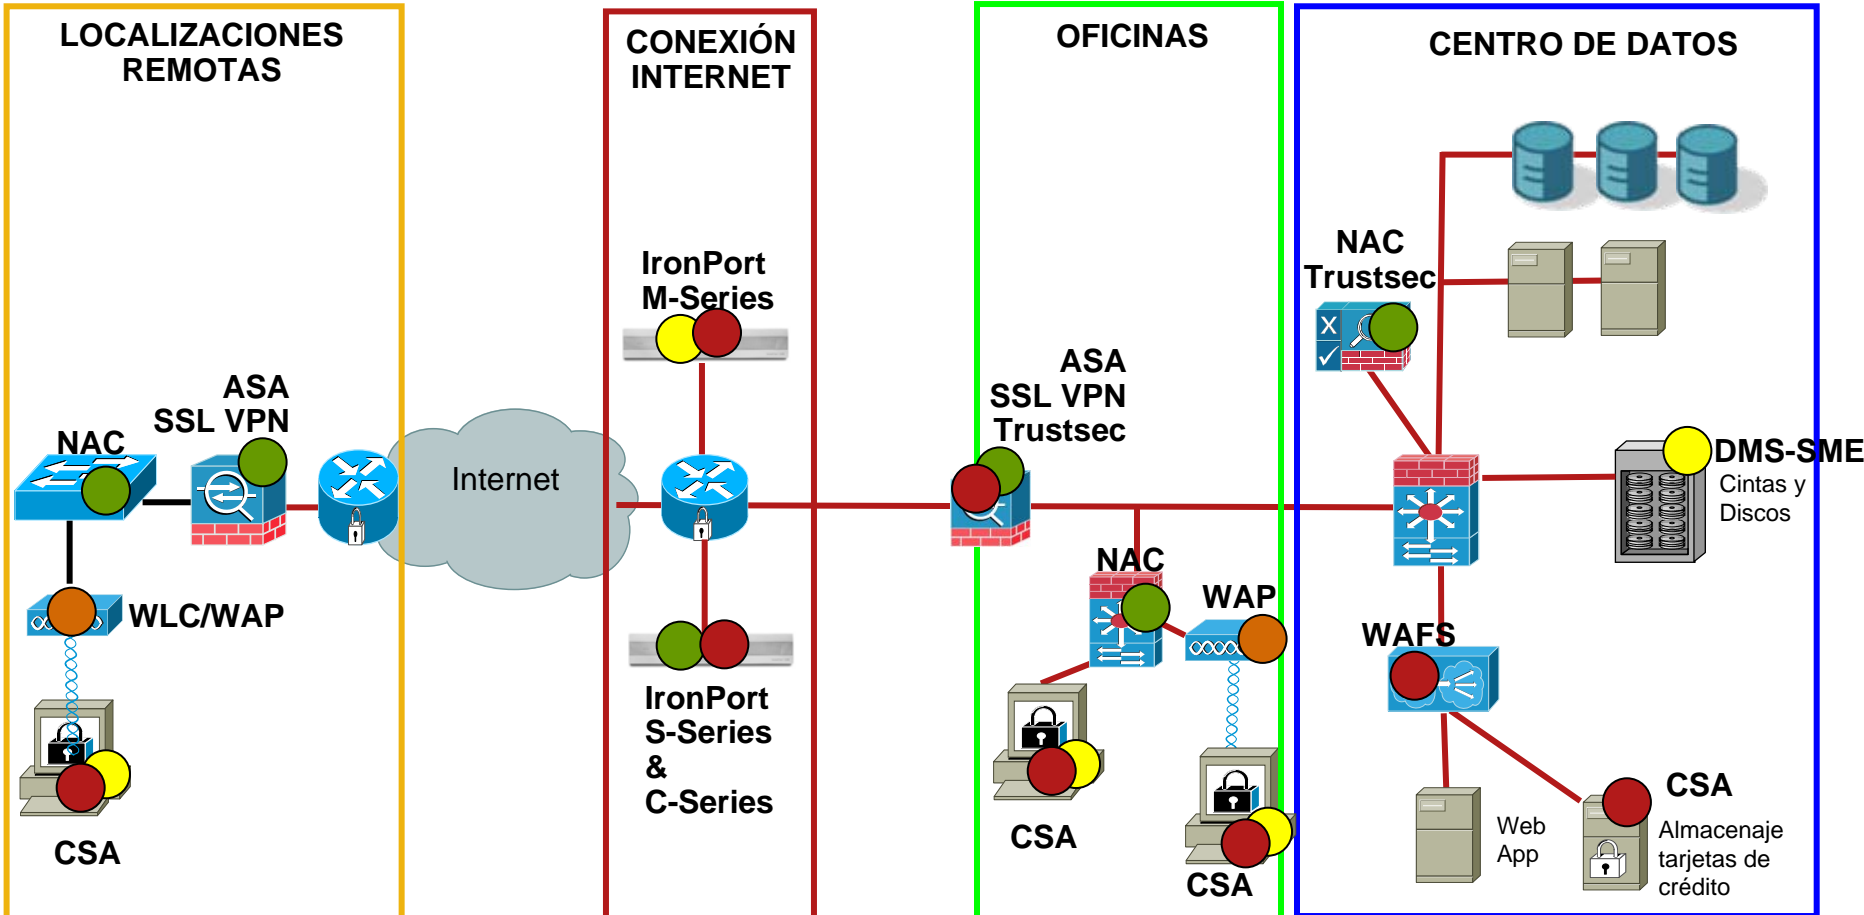 LOCALIZACIONES
REMOTAS
ASA
SSL VPN
NAC
WLC/WAP
CSA
Internet
CONEXIÓN
INTERNET
IronPort
M-Series
IronPort
S-Series
&
C-Series
OFICINAS
ASA
SSL VPN
Trustsec
NAC
WAP
CSA
CSA
CENTRO DE DATOS
NAC
Trustsec
X
DMS-SME
Cintas y
Discos
WAFS
Web
App
CSA
Almacenaje
tarjetas de
crédito